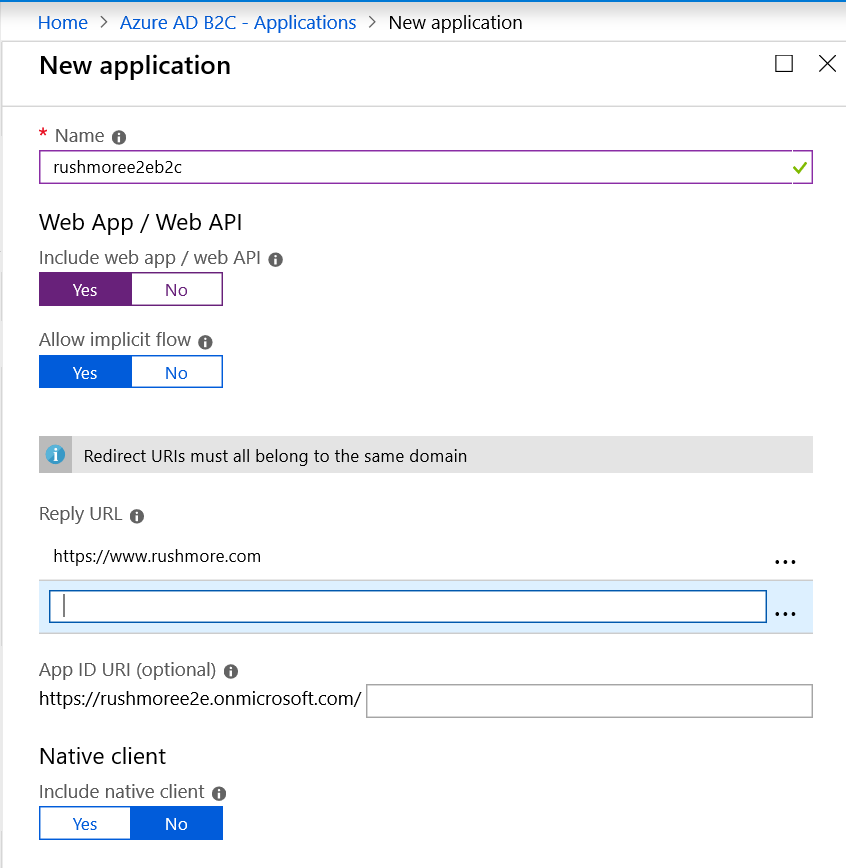 Home > Azure AD B2C - Applications > New application
New application
* Name
rushmoree2eb2c
Web App / Web API
Include web app / web API
Yes No
Allow implicit flow
Yes No
Redirect URIs must all belong to the same domain
Reply URL
https://www.rushmore.com
...
...
App ID URI (optional)
https://rushmoree2e.onmicrosoft.com/
Native client
Include native client
Yes No